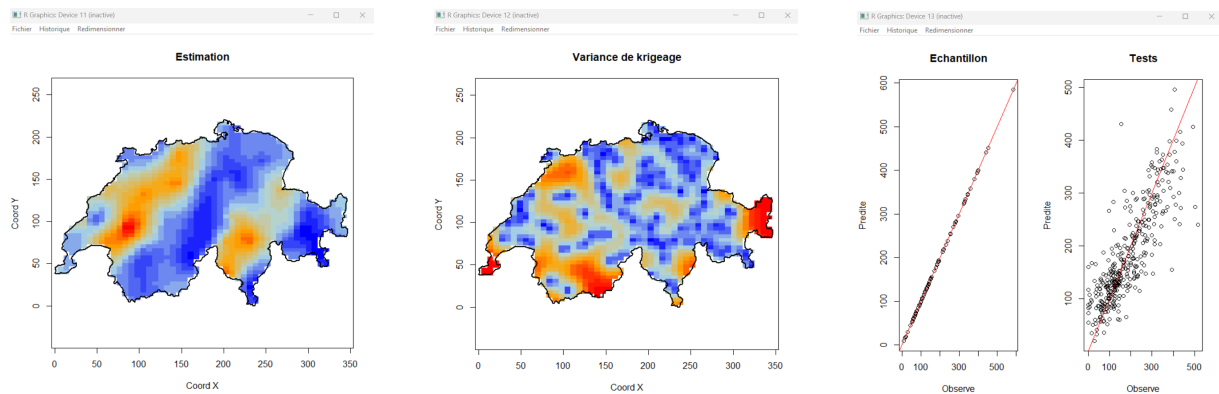 R Graphics: Device 11 (inactive)
Fichier Historique Redimensionner
Estimation
Coord Y
0 50 100 150 200 250
0 50 100 150 200 250 300 350
Coord X
R Graphics: Device 12 (inactive)
Fichier Historique Redimensionner
Variance de krigeage
Coord Y
0 50 100 150 200 250
0 50 100 150 200 250 300 350
Coord X
R Graphics: Device 13 (inactive)
Fichier Historique Redimensionner
Echantillon
Predite
0 100 200 300 400 500 600
0 100 300 500
Observe
Tests
Predite
100 200 300 400 500
0 100 300 500
Observe